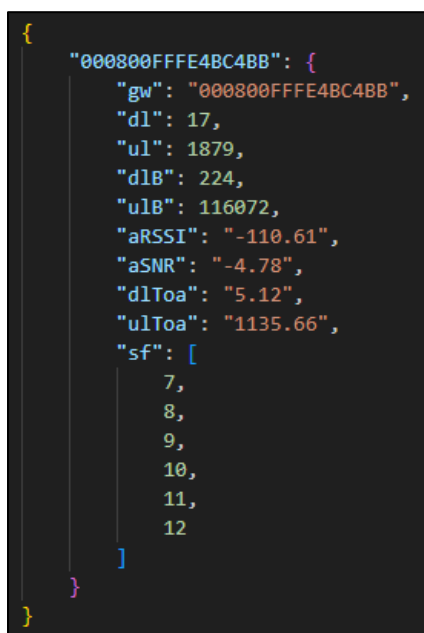 {
"000800FFFE4BC4BB": {
"gw": "000800FFFE4BC4BB",
"dl": 17,
"ul": 1879,
"dlB": 224,
"ulB": 116072,
"aRSSI": "-110.61",
"aSNR": "-4.78",
"dlToa": "5.12",
"ulToa": "1135.66",
"sf": [
7,
8,
9,
10,
11,
12
]
}
}